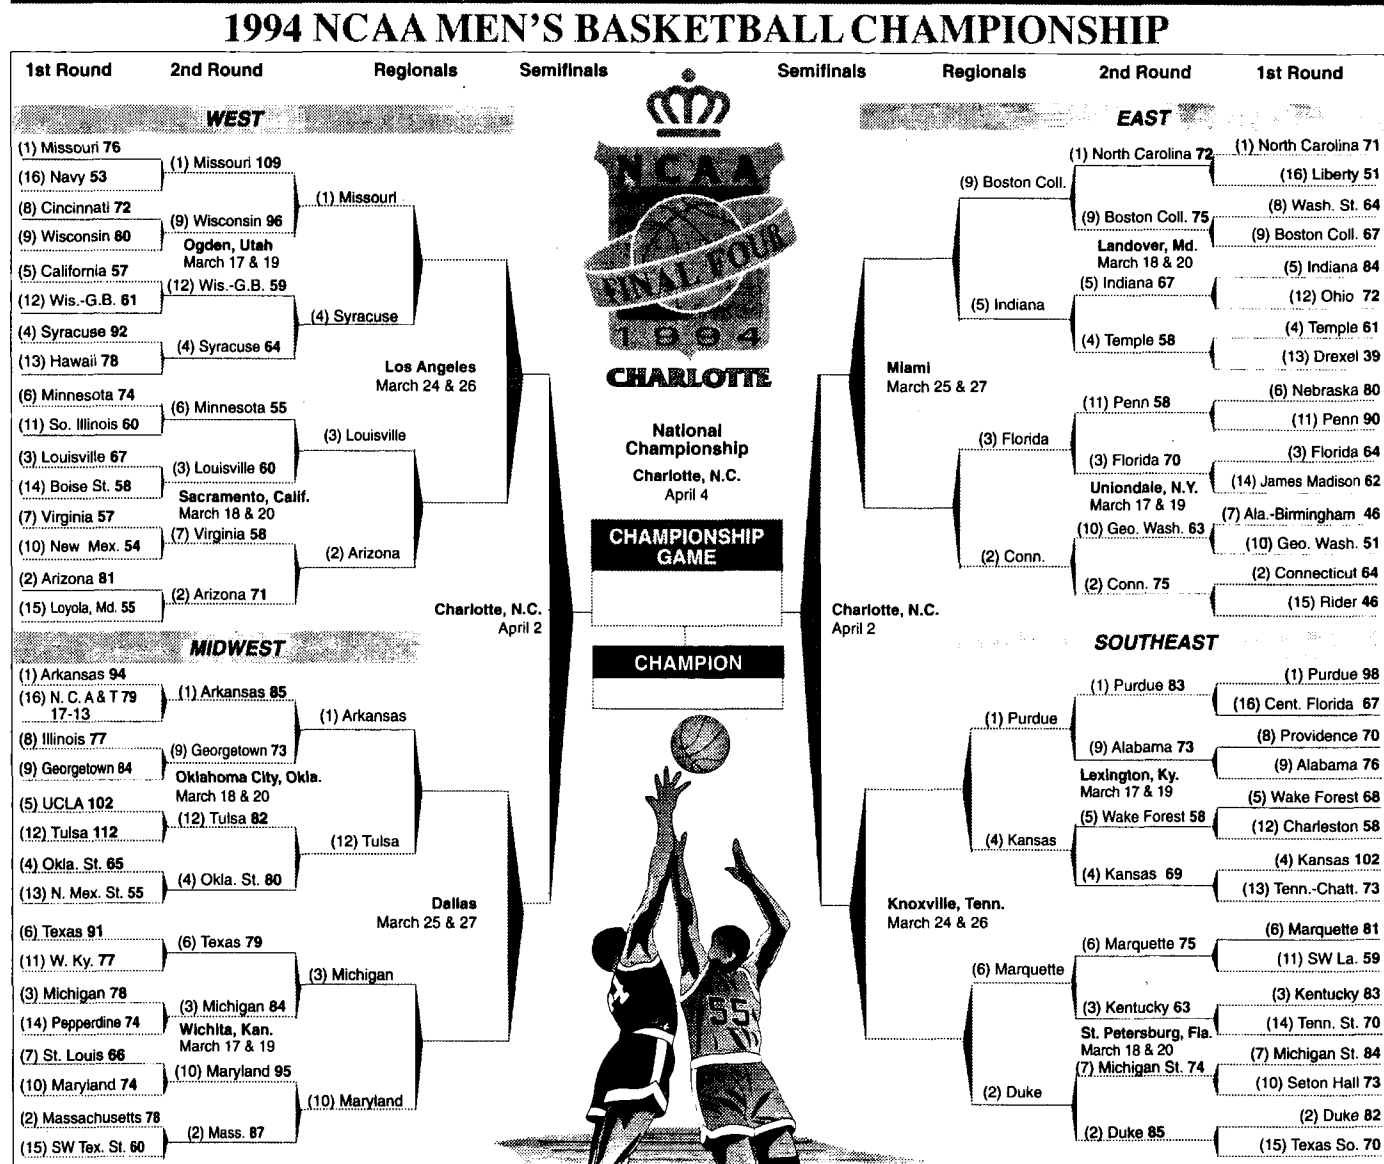 1994 NCAA MEN'S BASKETBALL CHAMPIONSHIP
1st Round 2nd Round Regionals Semifinals Semifinals Regionals 2nd Round 1st Round
WEST
(1) Missouri 76
(16) Navy 53
(8) Cincinnati 72
(9) Wisconsin 80
(5) California 57
(12) Wis.-G.B. 61
(4) Syracuse 92
(13) Hawaii 78
(6) Minnesota 74
(11) So. Illinois 60
(3) Louisville 67
(14) Boise St. 58
(7) Virginia 57
(10) New Mex. 54
(2) Arizona 81
(15) Loyola, Md. 55
(1) Missouri 109
(9) Wisconsin 96
Ogden, Utah
March 17 & 19
(12) Wis.-G.B. 59
(4) Syracuse 64
(6) Minnesota 55
(3) Louisville 60
Sacramento, Calif.
March 18 & 20
(7) Virginia 58
(2) Arizona 71
(1) Missouri
(4) Syracuse
Los Angeles
March 24 & 26
(3) Louisville
(2) Arizona
Charlotte, N.C.
April 2
MIDWEST
(1) Arkansas 94
(16) N. C. A & T 79
17-13
(8) Illinois 77
(9) Georgetown 84
(5) UCLA 102
(12) Tulsa 112
(4) Okla. St. 65
(13) N. Mex. St. 55
(6) Texas 91
(11) W. Ky. 77
(3) Michigan 78
(14) Pepperdine 74
(7) St. Louis 66
(10) Maryland 74
(2) Massachusetts 78
(15) SW Tex. St. 60
(1) Arkansas 85
(9) Georgetown 73
Oklahoma City, Okla.
March 18 & 20
(12) Tulsa 82
(4) Okla. St. 80
(6) Texas 79
(3) Michigan 84
Wichita, Kan.
March 17 & 19
(10) Maryland 95
(2) Mass. 87
(1) Arkansas
(12) Tulsa
Dallas
March 25 & 27
(3) Michigan
(10) Maryland
NCAA
FINAL FOUR
1994
CHARLOTTE
National
Championship
Charlotte, N.C.
April 4
CHAMPIONSHIP
GAME
CHAMPION
4
55
EAST
(9) Boston Coll.
(5) Indiana
Miami
March 25 & 27
(3) Florida
(2) Conn.
Charlotte, N.C.
April 2
(1) North Carolina 72
(9) Boston Coll. 75
Landover, Md.
March 18 & 20
(5) Indiana 67
(4) Temple 58
(11) Penn 58
(3) Florida 70
Uniondale, N.Y.
March 17 & 19
(10) Geo. Wash. 63
(2) Conn. 75
(1) North Carolina 71
(16) Liberty 51
(8) Wash. St. 64
(9) Boston Coll. 67
(5) Indiana 84
(12) Ohio 72
(4) Temple 61
(13) Drexel 39
(6) Nebraska 80
(11) Penn 90
(3) Florida 64
(14) James Madison 62
(7) Ala.-Birmingham 46
(10) Geo. Wash. 51
(2) Connecticut 64
(15) Rider 46
SOUTHEAST
(1) Purdue
(4) Kansas
Knoxville, Tenn.
March 24 & 26
(6) Marquette
(2) Duke
(1) Purdue 83
(9) Alabama 73
Lexington, Ky.
March 17 & 19
(5) Wake Forest 58
(4) Kansas 69
(6) Marquette 75
(3) Kentucky 63
St. Petersburg, Fla.
March 18 & 20
(7) Michigan St. 74
(2) Duke 85
(1) Purdue 98
(16) Cent. Florida 67
(8) Providence 70
(9) Alabama 76
(5) Wake Forest 68
(12) Charleston 58
(4) Kansas 102
(13) Tenn.-Chatt. 73
(6) Marquette 81
(11) SW La. 59
(3) Kentucky 83
(14) Tenn. St. 70
(7) Michigan St. 84
(10) Seton Hall 73
(2) Duke 82
(15) Texas So. 70